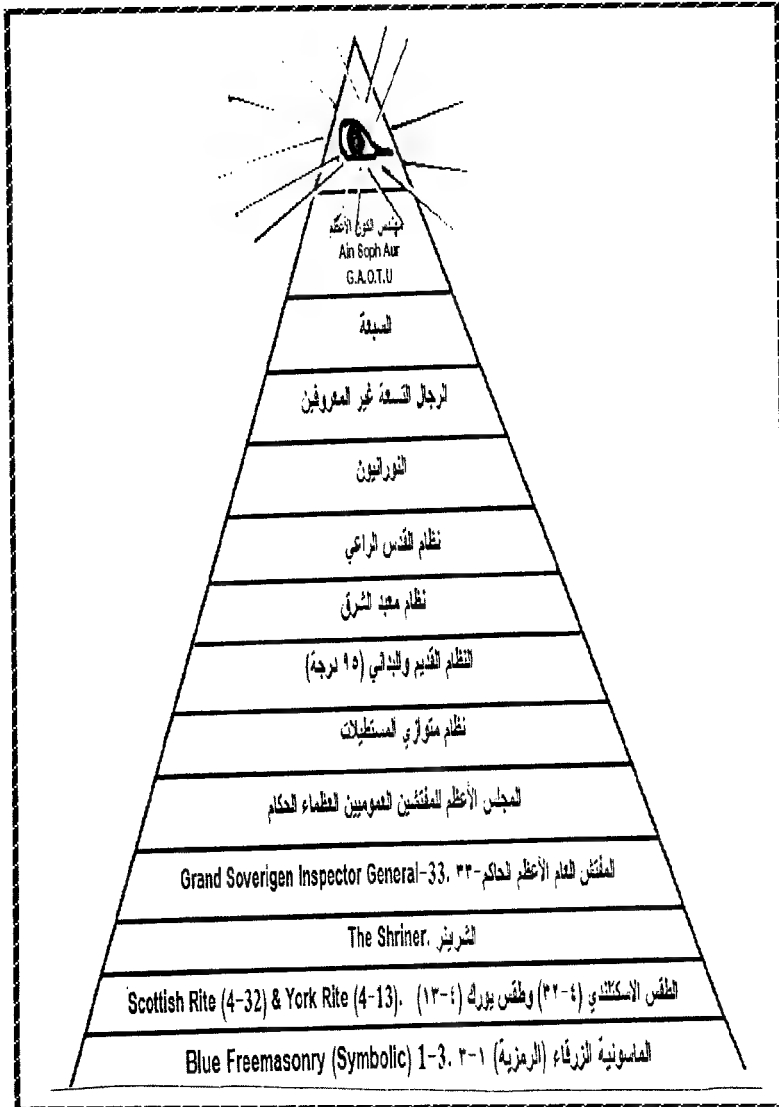 مهندس الكون الأعظم
Ain Soph Aur
G.A.O.T.U
السبعة
الرجال التسعة غير المعروفين
النورانيون
نظام القدس الراعي
نظام معبد الشرق
النظام القديم والبدائي (٩٥ درجة)
نظام متوازي المستطيلات
المجلس الأعظم للمفتشين العموميين العظماء الحكام
Grand Soverigen Inspector General-33. المفتش العام الأعظم الحاكم-٣٣
The Shriner. الشرينر
Scottish Rite (4-32) & York Rite (4-13). الطقس الاسكتلندي (٤-٣٢) وطقس يورك (٤-١٣)
Blue Freemasonry (Symbolic) 1-3. الماسونية الزرقاء (الرمزية) ١-٣